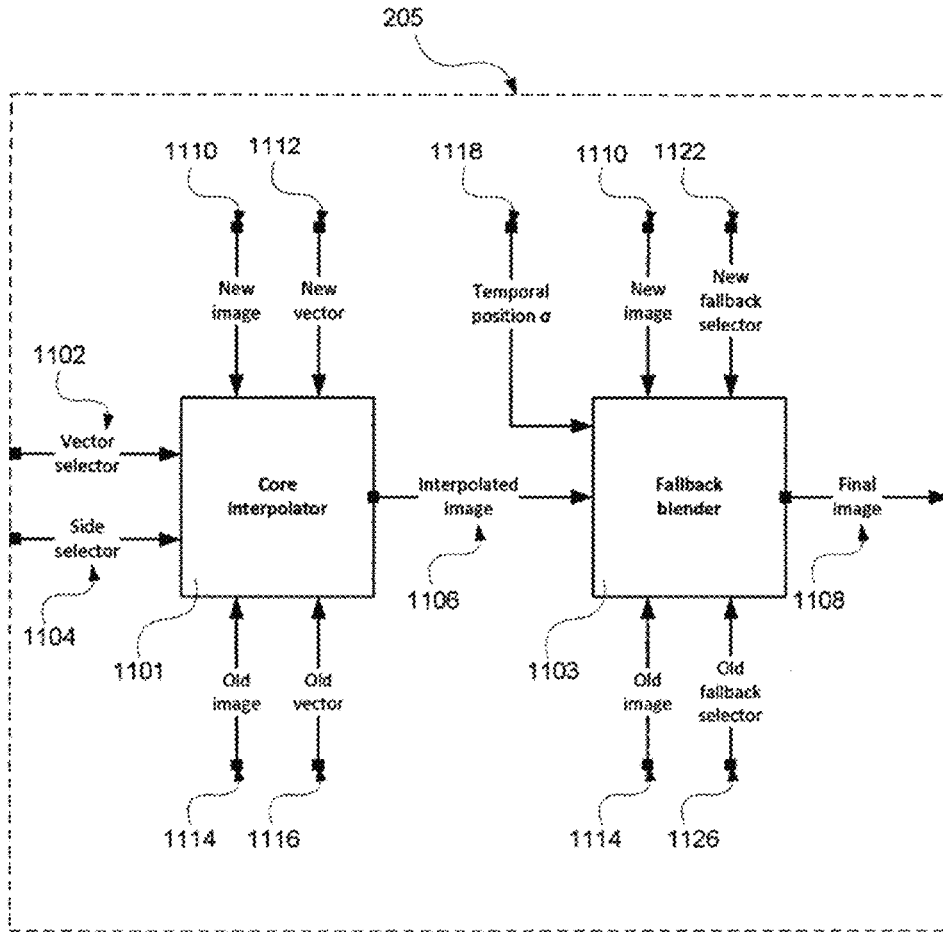 205
1110
1112
1118
1110
1122
New
image
New
vector
Temporal
position σ
New
image
New
fallback
selector
1102
Vector
selector
Core
interpolator
Interpolated
image
Fallback
blender
Final
image
Side
selector
1104
1101
1106
1103
1108
Old
image
Old
vector
Old
image
Old
fallback
selector
1114
1116
1114
1126